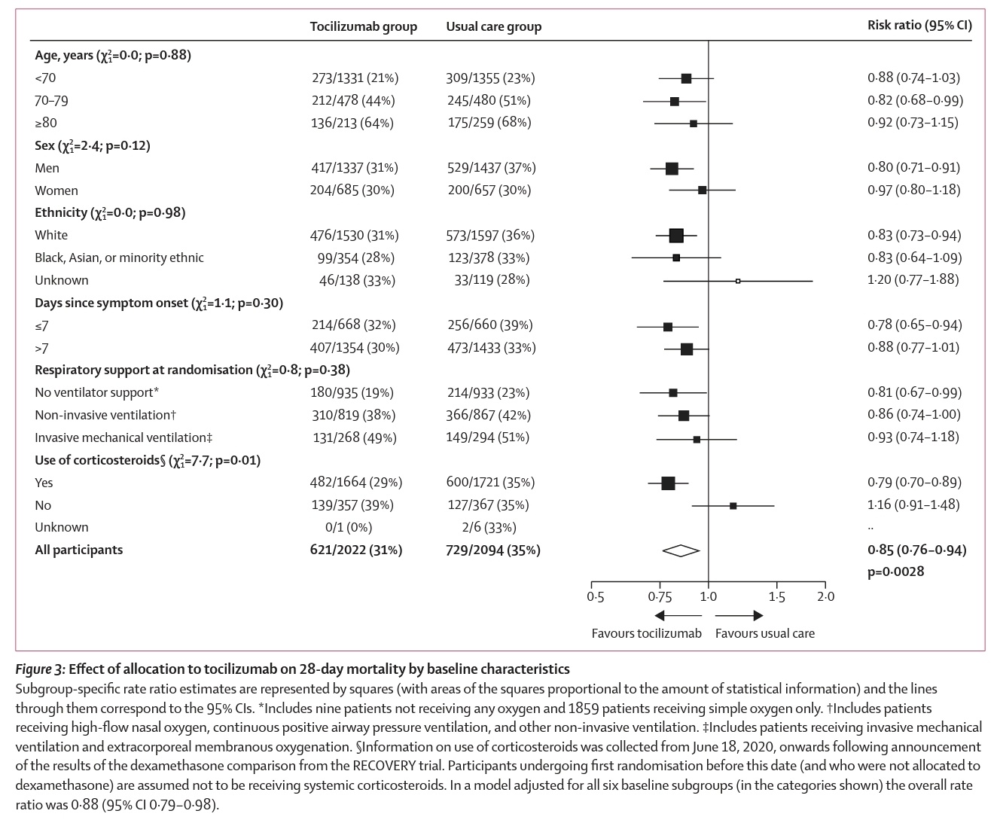 Tocilizumab group Usual care group Risk ratio (95% CI)
Age, years (χ²₁=0·0; p=0·88)
<70 273/1331 (21%) 309/1355 (23%) 0·88 (0·74–1·03)
70–79 212/478 (44%) 245/480 (51%) 0·82 (0·68–0·99)
≥80 136/213 (64%) 175/259 (68%) 0·92 (0·73–1·15)
Sex (χ²₁=2·4; p=0·12)
Men 417/1337 (31%) 529/1437 (37%) 0·80 (0·71–0·91)
Women 204/685 (30%) 200/657 (30%) 0·97 (0·80–1·18)
Ethnicity (χ²₁=0·0; p=0·98)
White 476/1530 (31%) 573/1597 (36%) 0·83 (0·73–0·94)
Black, Asian, or minority ethnic 99/354 (28%) 123/378 (33%) 0·83 (0·64–1·09)
Unknown 46/138 (33%) 33/119 (28%) 1·20 (0·77–1·88)
Days since symptom onset (χ²₁=1·1; p=0·30)
≤7 214/668 (32%) 256/660 (39%) 0·78 (0·65–0·94)
>7 407/1354 (30%) 473/1433 (33%) 0·88 (0·77–1·01)
Respiratory support at randomisation (χ²₁=0·8; p=0·38)
No ventilator support* 180/935 (19%) 214/933 (23%) 0·81 (0·67–0·99)
Non-invasive ventilation† 310/819 (38%) 366/867 (42%) 0·86 (0·74–1·00)
Invasive mechanical ventilation‡ 131/268 (49%) 149/294 (51%) 0·93 (0·74–1·18)
Use of corticosteroids§ (χ²₁=7·7; p=0·01)
Yes 482/1664 (29%) 600/1721 (35%) 0·79 (0·70–0·89)
No 139/357 (39%) 127/367 (35%) 1·16 (0·91–1·48)
Unknown 0/1 (0%) 2/6 (33%) ··
All participants 621/2022 (31%) 729/2094 (35%) 0·85 (0·76–0·94)
p=0·0028
0·5 0·75 1·0 1·5 2·0
Favours tocilizumab Favours usual care
Figure 3: Effect of allocation to tocilizumab on 28-day mortality by baseline characteristics
Subgroup-specific rate ratio estimates are represented by squares (with areas of the squares proportional to the amount of statistical information) and the lines
through them correspond to the 95% CIs. *Includes nine patients not receiving any oxygen and 1859 patients receiving simple oxygen only. †Includes patients
receiving high-flow nasal oxygen, continuous positive airway pressure ventilation, and other non-invasive ventilation. ‡Includes patients receiving invasive mechanical
ventilation and extracorporeal membranous oxygenation. §Information on use of corticosteroids was collected from June 18, 2020, onwards following announcement
of the results of the dexamethasone comparison from the RECOVERY trial. Participants undergoing first randomisation before this date (and who were not allocated to
dexamethasone) are assumed not to be receiving systemic corticosteroids. In a model adjusted for all six baseline subgroups (in the categories shown) the overall rate
ratio was 0·88 (95% CI 0·79–0·98).